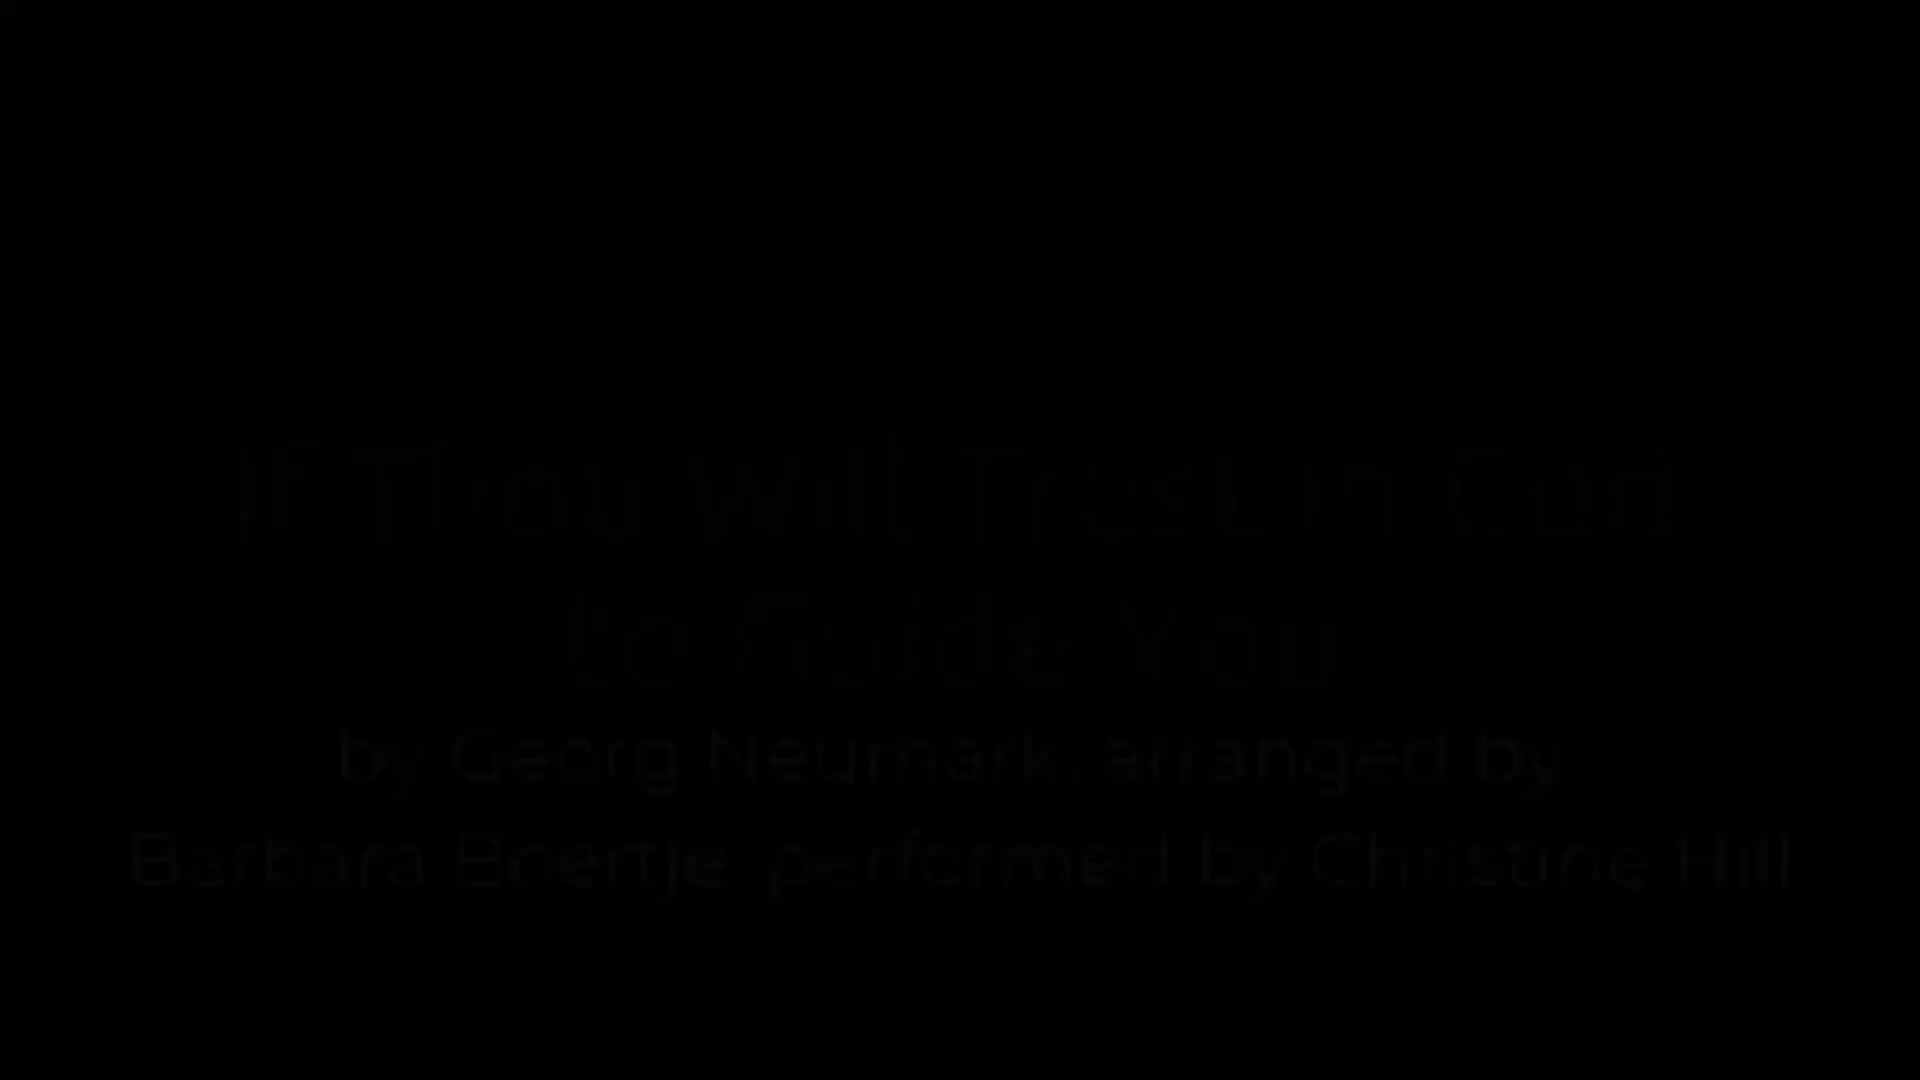 If Thou Will Trust in God
to Guide You
by Georg Neumark, arranged by
Barbara Boertje, performed by Christine Hill